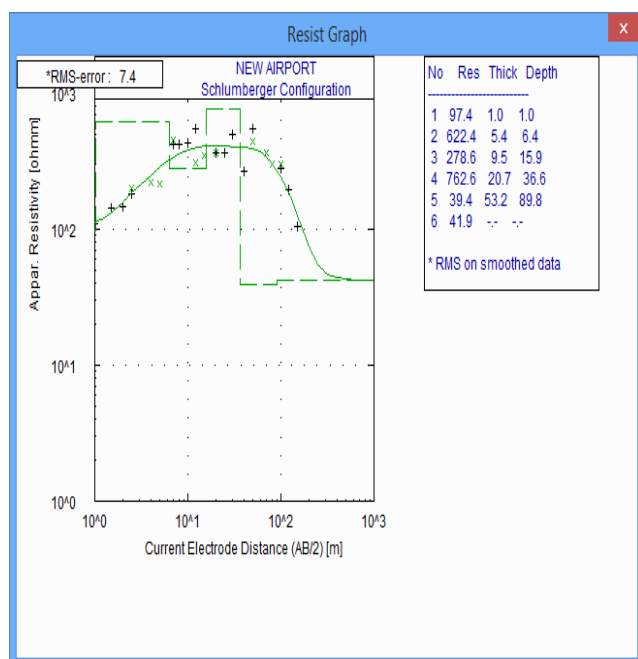 Resist Graph
x
*RMS-error : 7.4
NEW AIRPORT
Schlumberger Configuration
Appar. Resistivity [ohmm]
10^3
10^2
10^1
10^0
10^0 10^1 10^2 10^3
Current Electrode Distance (AB/2) [m]
No Res Thick Depth
--------------------------
1 97.4 1.0 1.0
2 622.4 5.4 6.4
3 278.6 9.5 15.9
4 762.6 20.7 36.6
5 39.4 53.2 89.8
6 41.9 -.- -.-
* RMS on smoothed data